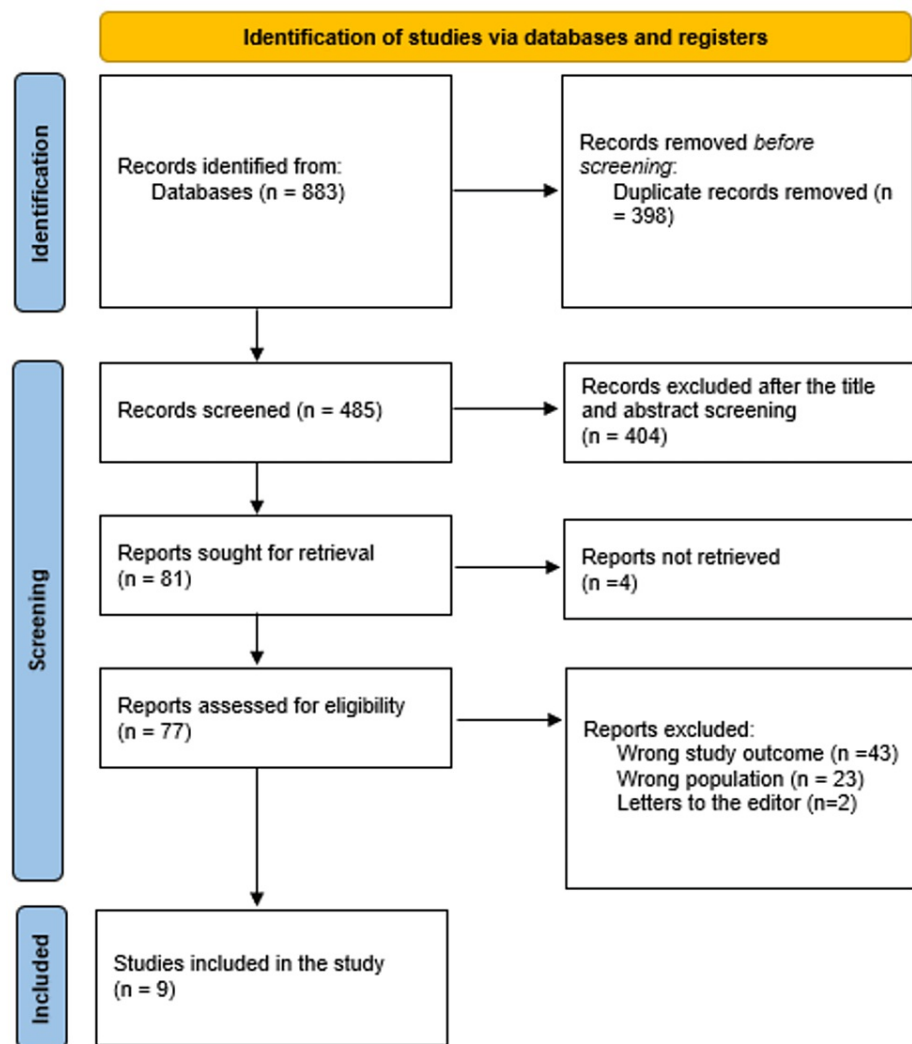 Identification of studies via databases and registers
Identification
Records identified from:
Databases (n = 883)
Records removed before
screening:
Duplicate records removed (n
= 398)
Screening
Records screened (n = 485)
Records excluded after the title
and abstract screening
(n = 404)
Reports sought for retrieval
(n = 81)
Reports not retrieved
(n =4)
Reports assessed for eligibility
(n = 77)
Reports excluded:
Wrong study outcome (n =43)
Wrong population (n = 23)
Letters to the editor (n=2)
Included
Studies included in the study
(n = 9)